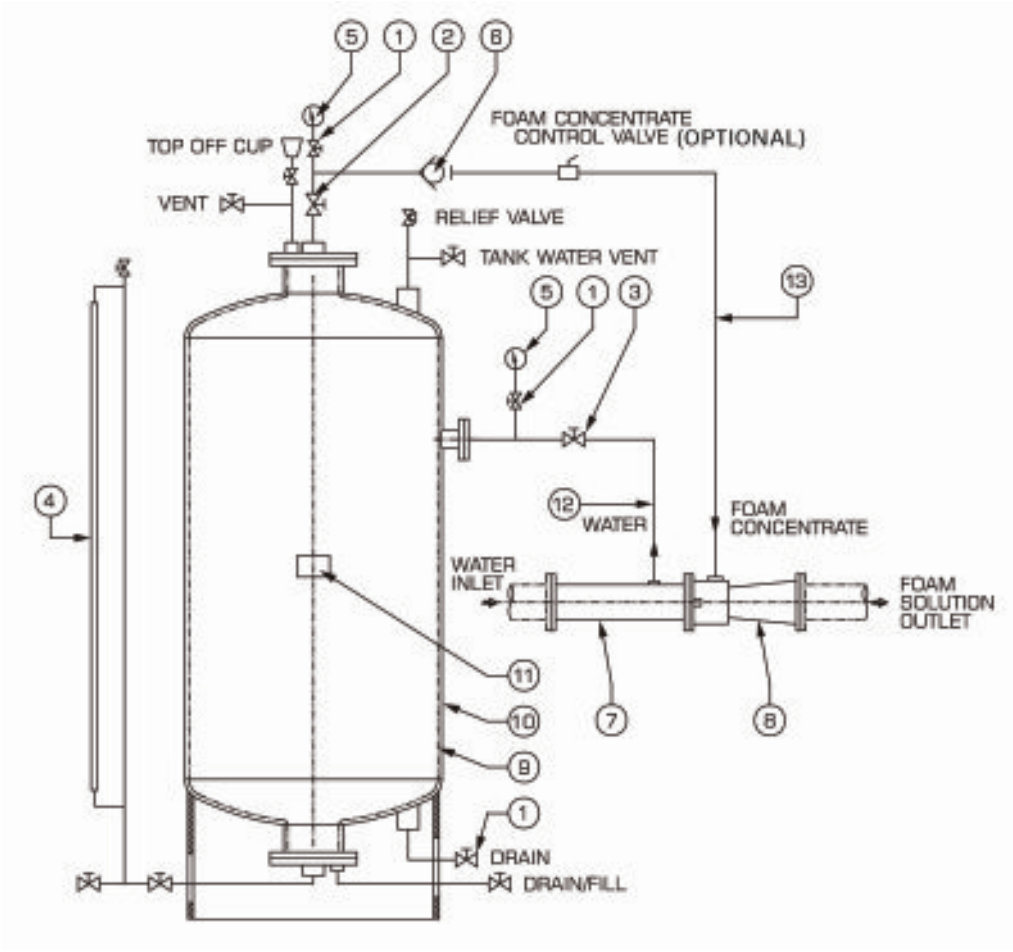 5 1 2 6
FOAM CONCENTRATE
CONTROL VALVE (OPTIONAL)
TOP OFF CUP
VENT
RELIEF VALVE
TANK WATER VENT
5 1 3
13
4
12
WATER
FOAM
CONCENTRATE
WATER
INLET
FOAM
SOLUTION
OUTLET
11
10
7
8
9
1
DRAIN
DRAIN/FILL